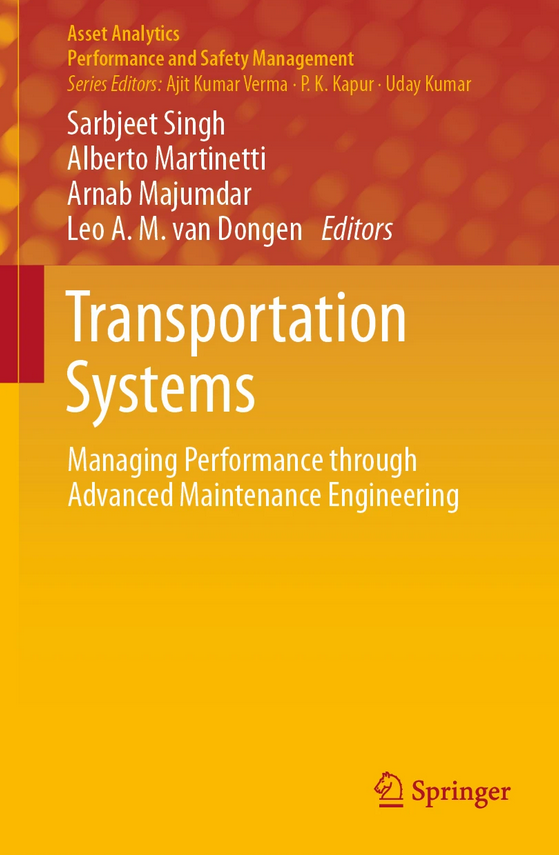 Asset Analytics
Performance and Safety Management
Series Editors: Ajit Kumar Verma · P. K. Kapur · Uday Kumar
Sarbjeet Singh
Alberto Martinetti
Arnab Majumdar
Leo A. M. van Dongen Editors
Transportation
Systems
Managing Performance through
Advanced Maintenance Engineering
Springer